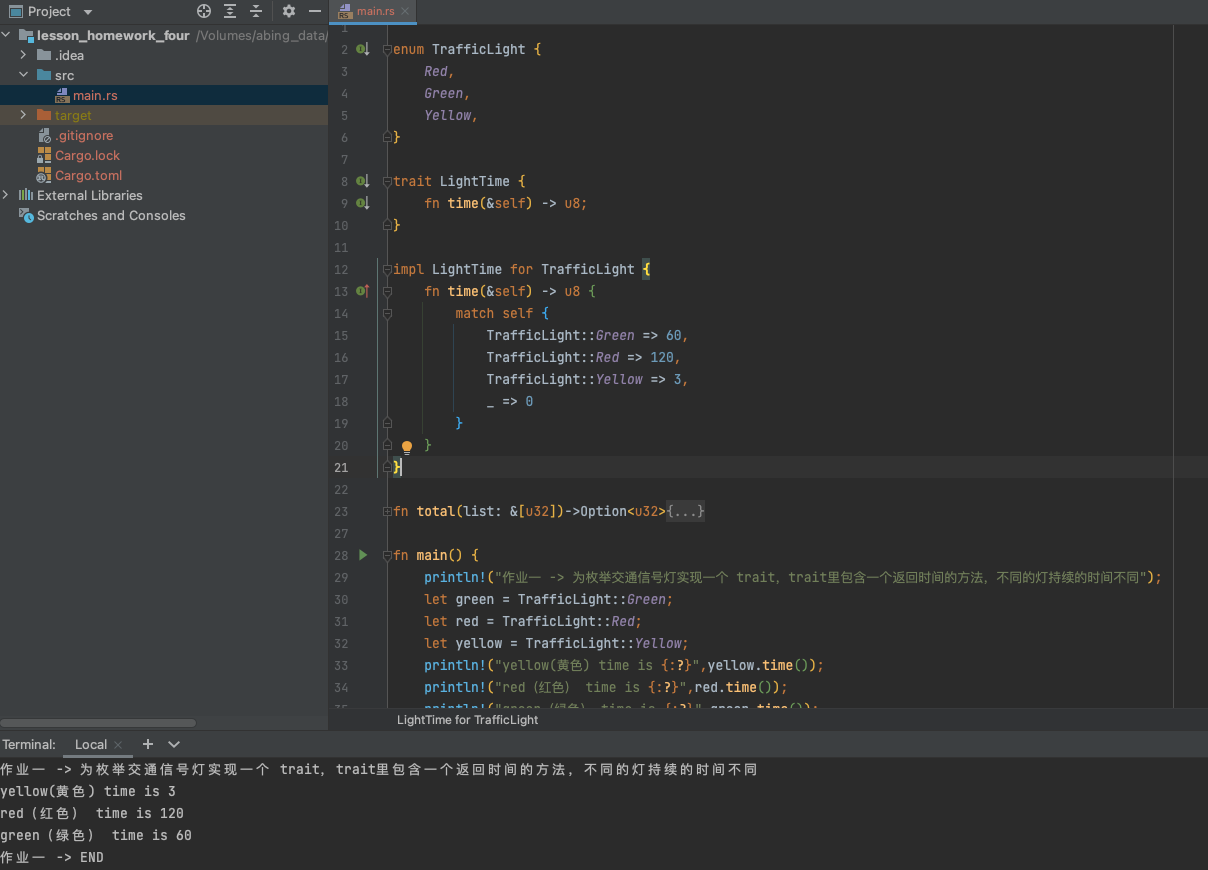 Project
main.rs
lesson_homework_four /Volumes/abing_data/
.idea
src
main.rs
target
.gitignore
Cargo.lock
Cargo.toml
External Libraries
Scratches and Consoles
1
2 enum TrafficLight {
3 Red,
4 Green,
5 Yellow,
6 }
7
8 trait LightTime {
9 fn time(&self) -> u8;
10 }
11
12 impl LightTime for TrafficLight {
13 fn time(&self) -> u8 {
14 match self {
15 TrafficLight::Green => 60,
16 TrafficLight::Red => 120,
17 TrafficLight::Yellow => 3,
18 _ => 0
19 }
20 }
21 }
22
23 fn total(list: &[u32])->Option<u32>{...}
27
28 fn main() {
29 println!("作业一 -> 为枚举交通信号灯实现一个 trait，trait里包含一个返回时间的方法，不同的灯持续的时间不同");
30 let green = TrafficLight::Green;
31 let red = TrafficLight::Red;
32 let yellow = TrafficLight::Yellow;
33 println!("yellow(黄色) time is {:?}",yellow.time());
34 println!("red（红色） time is {:?}",red.time());
35 println!("green（绿色） time is {:?}",green.time());
LightTime for TrafficLight
Terminal: Local
作业一 -> 为枚举交通信号灯实现一个 trait，trait里包含一个返回时间的方法，不同的灯持续的时间不同
yellow(黄色) time is 3
red（红色） time is 120
green（绿色） time is 60
作业一 -> END